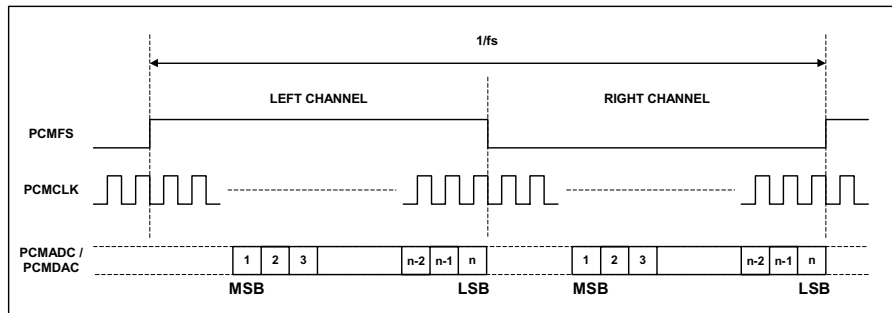 1/fs
LEFT CHANNEL
RIGHT CHANNEL
PCMFS
PCMCLK
PCMADC /
PCMDAC
1 2 3 n-2 n-1 n 1 2 3 n-2 n-1 n
MSB LSB MSB LSB